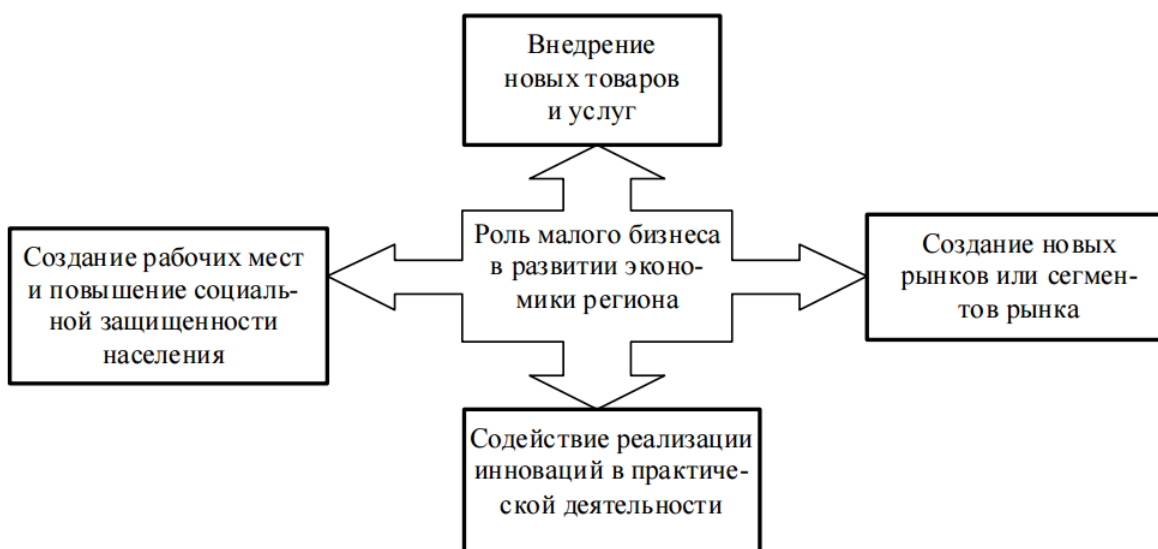 Внедрение
новых товаров
и услуг
Создание рабочих мест
и повышение социаль-
ной защищенности
населения
Роль малого бизнеса
в развитии эконо-
мики региона
Создание новых
рынков или сегмен-
тов рынка
Содействие реализации
инноваций в практиче-
ской деятельности